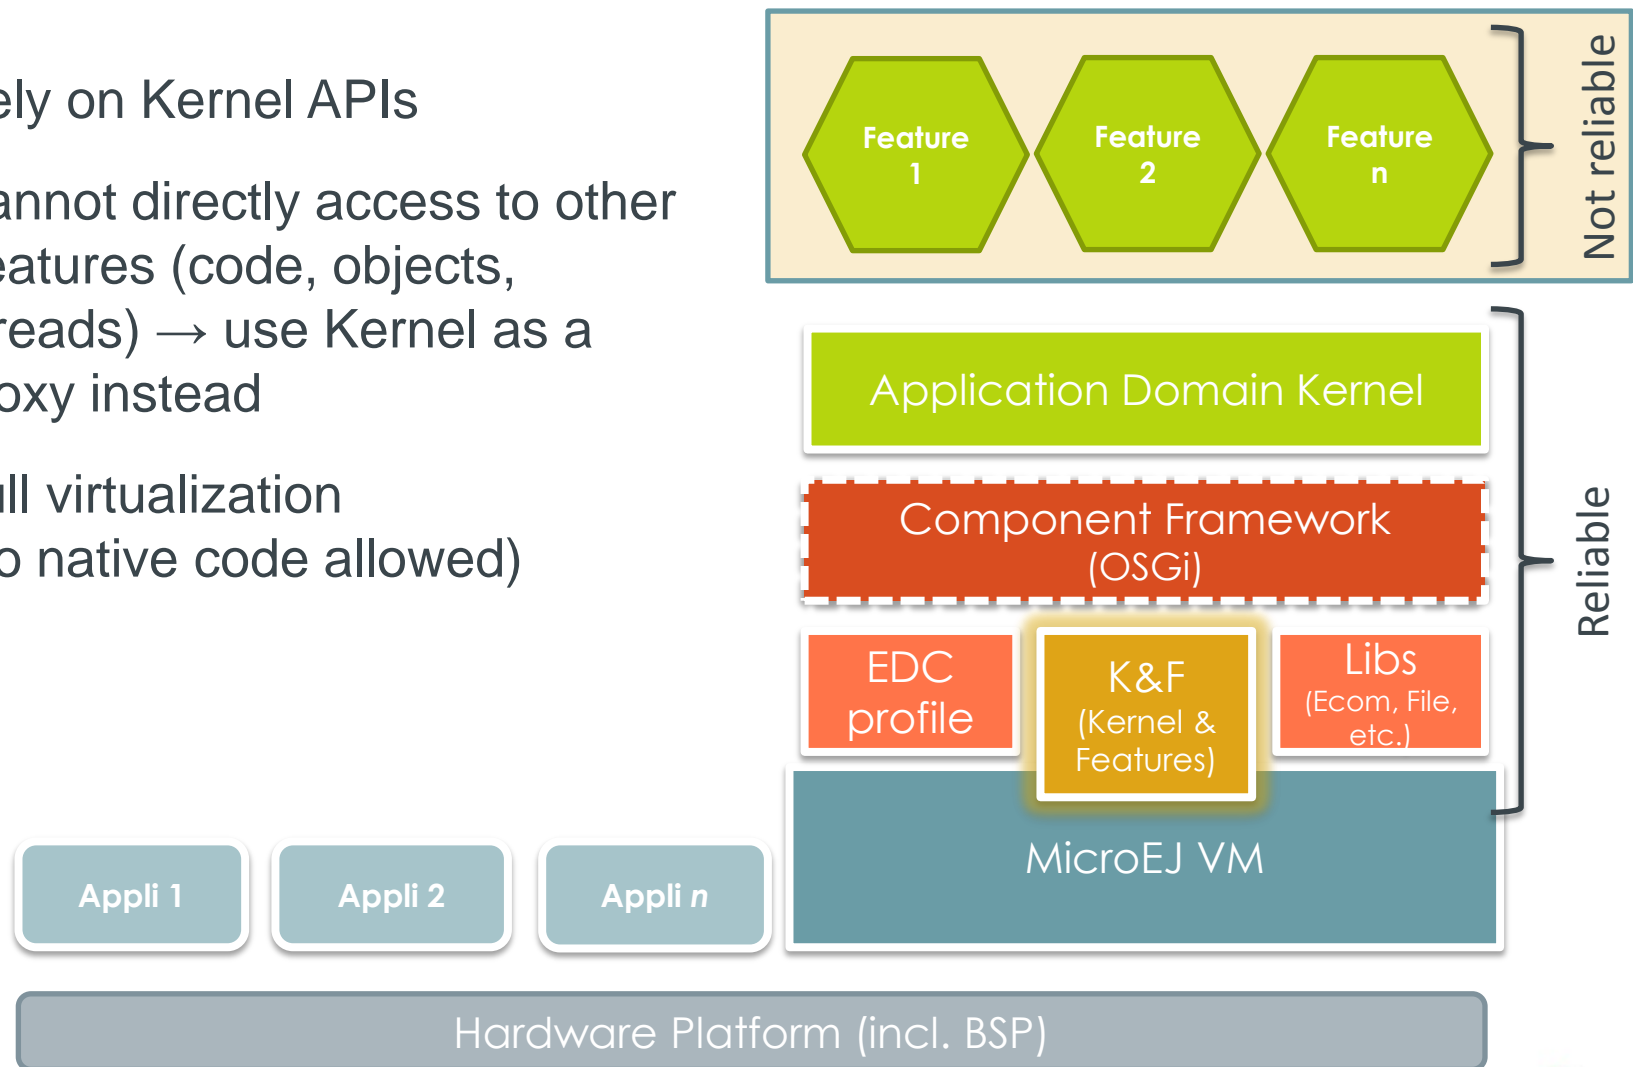 ely on Kernel APIs
annot directly access to other
eatures (code, objects,
reads) → use Kernel as a
oxy instead
ull virtualization
o native code allowed)
Feature
1
Feature
2
Feature
n
Not reliable
Application Domain Kernel
Component Framework
(OSGi)
Reliable
EDC
profile
K&F
(Kernel &
Features)
Libs
(Ecom, File,
etc.)
MicroEJ VM
Appli 1
Appli 2
Appli n
Hardware Platform (incl. BSP)